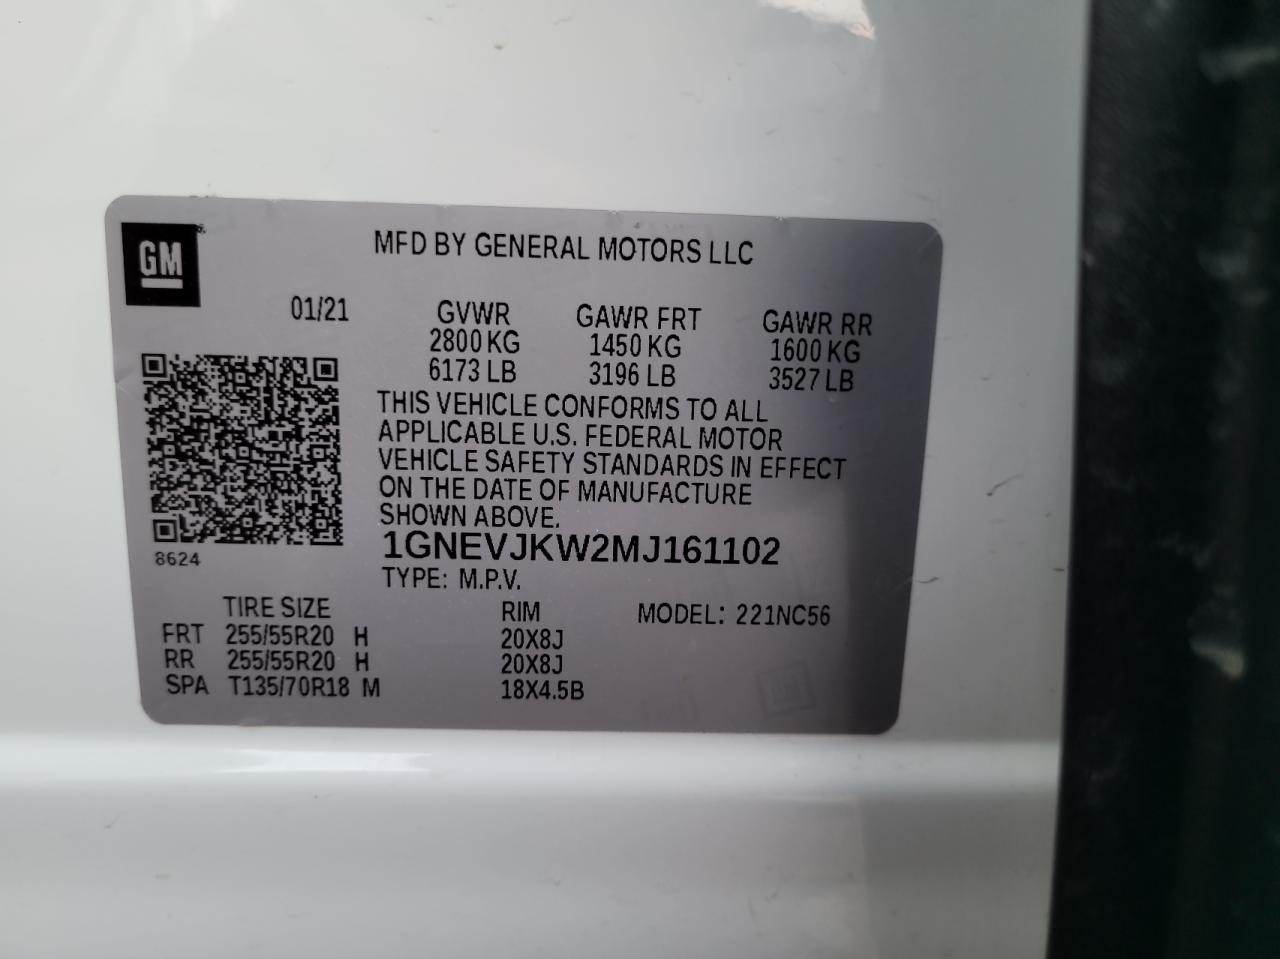 GM
MFD BY GENERAL MOTORS LLC
01/21 GVWR GAWR FRT GAWR RR
2800 KG 1450 KG 1600 KG
6173 LB 3196 LB 3527 LB
THIS VEHICLE CONFORMS TO ALL
APPLICABLE U.S. FEDERAL MOTOR
VEHICLE SAFETY STANDARDS IN EFFECT
ON THE DATE OF MANUFACTURE
SHOWN ABOVE.
8624
1GNEVJKW2MJ161102
TYPE: M.P.V.
TIRE SIZE RIM MODEL: 221NC56
FRT 255/55R20 H 20X8J
RR 255/55R20 H 20X8J
SPA T135/70R18 M 18X4.5B
GM